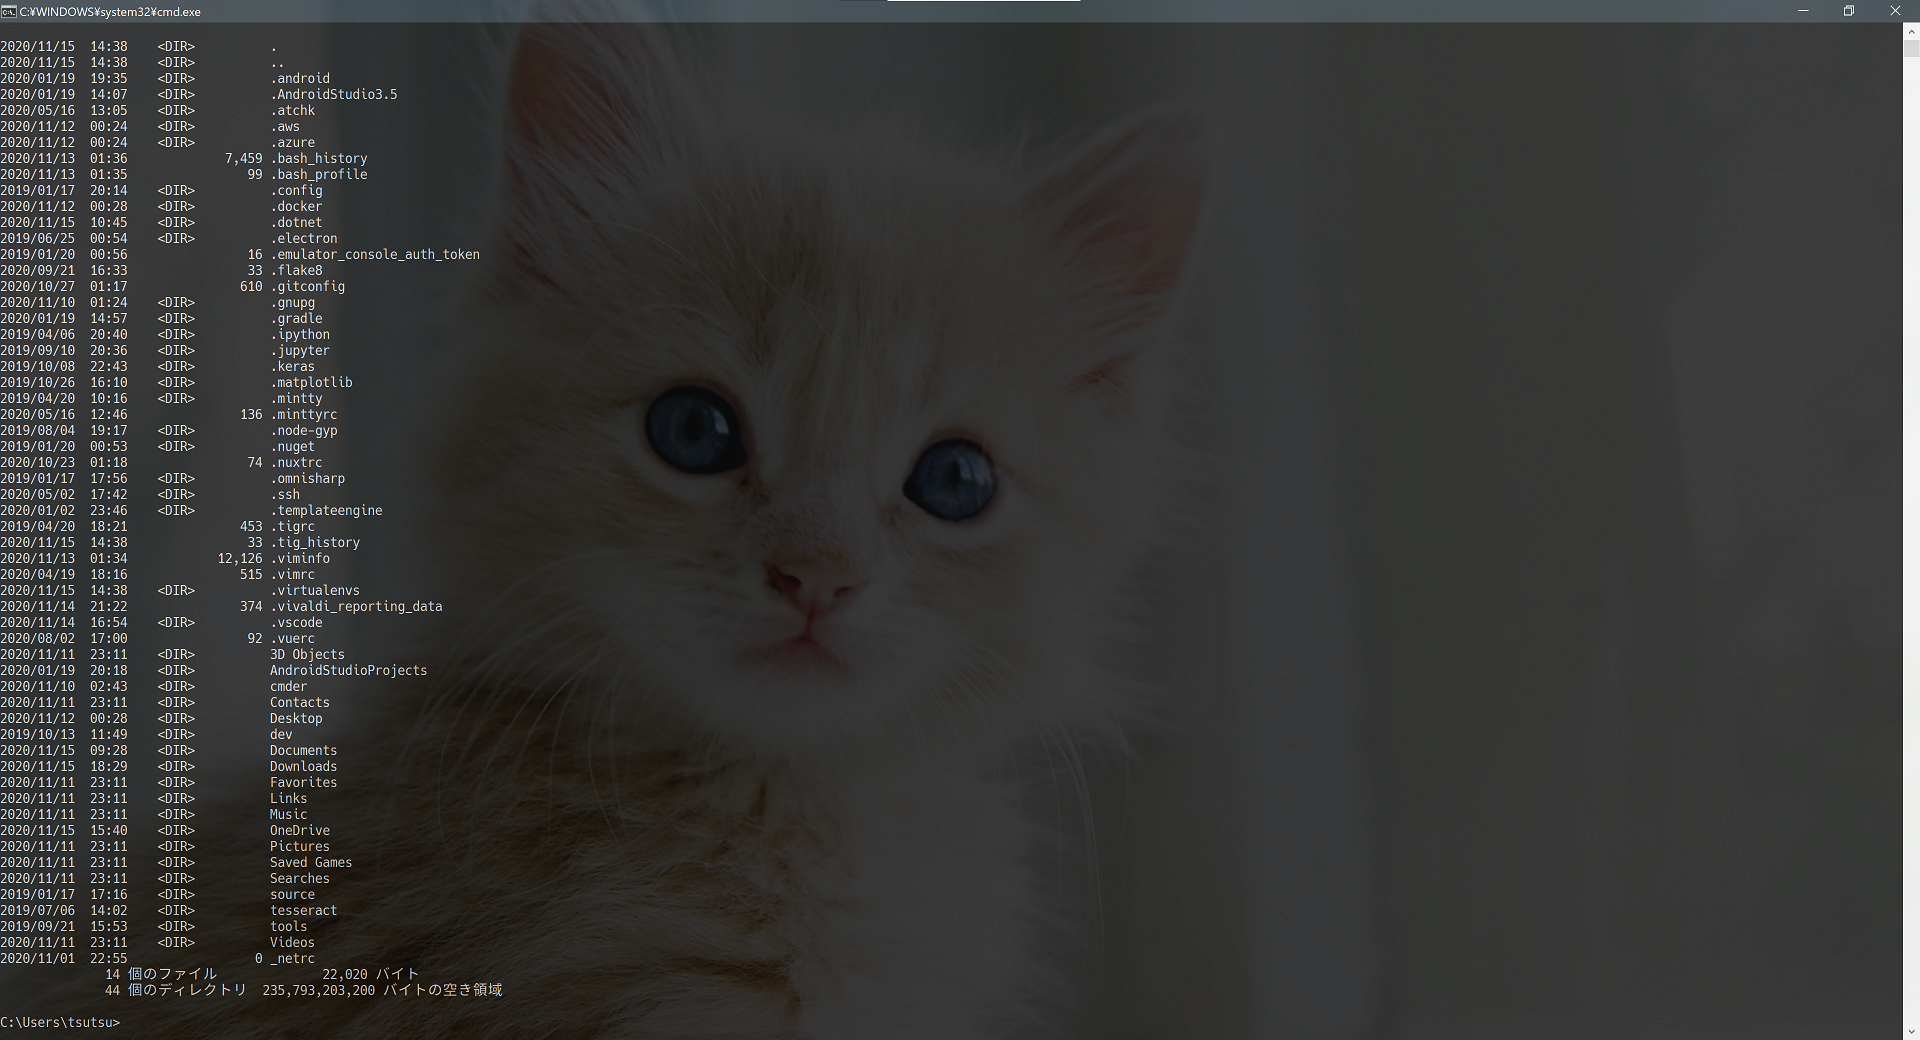 C:¥WINDOWS¥system32¥cmd.exe
2020/11/15  14:38    <DIR>          .
2020/11/15  14:38    <DIR>          ..
2020/01/19  19:35    <DIR>          .android
2020/01/19  14:07    <DIR>          .AndroidStudio3.5
2020/05/16  13:05    <DIR>          .atchk
2020/11/12  00:24    <DIR>          .aws
2020/11/12  00:24    <DIR>          .azure
2020/11/13  01:36             7,459 .bash_history
2020/11/13  01:35                99 .bash_profile
2019/01/17  20:14    <DIR>          .config
2020/11/12  00:28    <DIR>          .docker
2020/11/15  10:45    <DIR>          .dotnet
2019/06/25  00:54    <DIR>          .electron
2019/01/20  00:56                16 .emulator_console_auth_token
2020/09/21  16:33                33 .flake8
2020/10/27  01:17               610 .gitconfig
2020/11/10  01:24    <DIR>          .gnupg
2020/01/19  14:57    <DIR>          .gradle
2019/04/06  20:40    <DIR>          .ipython
2019/09/10  20:36    <DIR>          .jupyter
2019/10/08  22:43    <DIR>          .keras
2019/10/26  16:10    <DIR>          .matplotlib
2019/04/20  10:16    <DIR>          .mintty
2020/05/16  12:46               136 .minttyrc
2019/08/04  19:17    <DIR>          .node-gyp
2019/01/20  00:53    <DIR>          .nuget
2020/10/23  01:18                74 .nuxtrc
2019/01/17  17:56    <DIR>          .omnisharp
2020/05/02  17:42    <DIR>          .ssh
2020/01/02  23:46    <DIR>          .templateengine
2019/04/20  18:21               453 .tigrc
2020/11/15  14:38                33 .tig_history
2020/11/13  01:34            12,126 .viminfo
2020/04/19  18:16               515 .vimrc
2020/11/15  14:38    <DIR>          .virtualenvs
2020/11/14  21:22               374 .vivaldi_reporting_data
2020/11/14  16:54    <DIR>          .vscode
2020/08/02  17:00                92 .vuerc
2020/11/11  23:11    <DIR>          3D Objects
2020/01/19  20:18    <DIR>          AndroidStudioProjects
2020/11/10  02:43    <DIR>          cmder
2020/11/11  23:11    <DIR>          Contacts
2020/11/12  00:28    <DIR>          Desktop
2019/10/13  11:49    <DIR>          dev
2020/11/15  09:28    <DIR>          Documents
2020/11/15  18:29    <DIR>          Downloads
2020/11/11  23:11    <DIR>          Favorites
2020/11/11  23:11    <DIR>          Links
2020/11/11  23:11    <DIR>          Music
2020/11/15  15:40    <DIR>          OneDrive
2020/11/11  23:11    <DIR>          Pictures
2020/11/11  23:11    <DIR>          Saved Games
2020/11/11  23:11    <DIR>          Searches
2019/01/17  17:16    <DIR>          source
2019/07/06  14:02    <DIR>          tesseract
2019/09/21  15:53    <DIR>          tools
2020/11/11  23:11    <DIR>          Videos
2020/11/01  22:55                 0 _netrc
14 個のファイル              22,020 バイト
44 個のディレクトリ  235,793,203,200 バイトの空き領域
C:\Users\tsutsu>